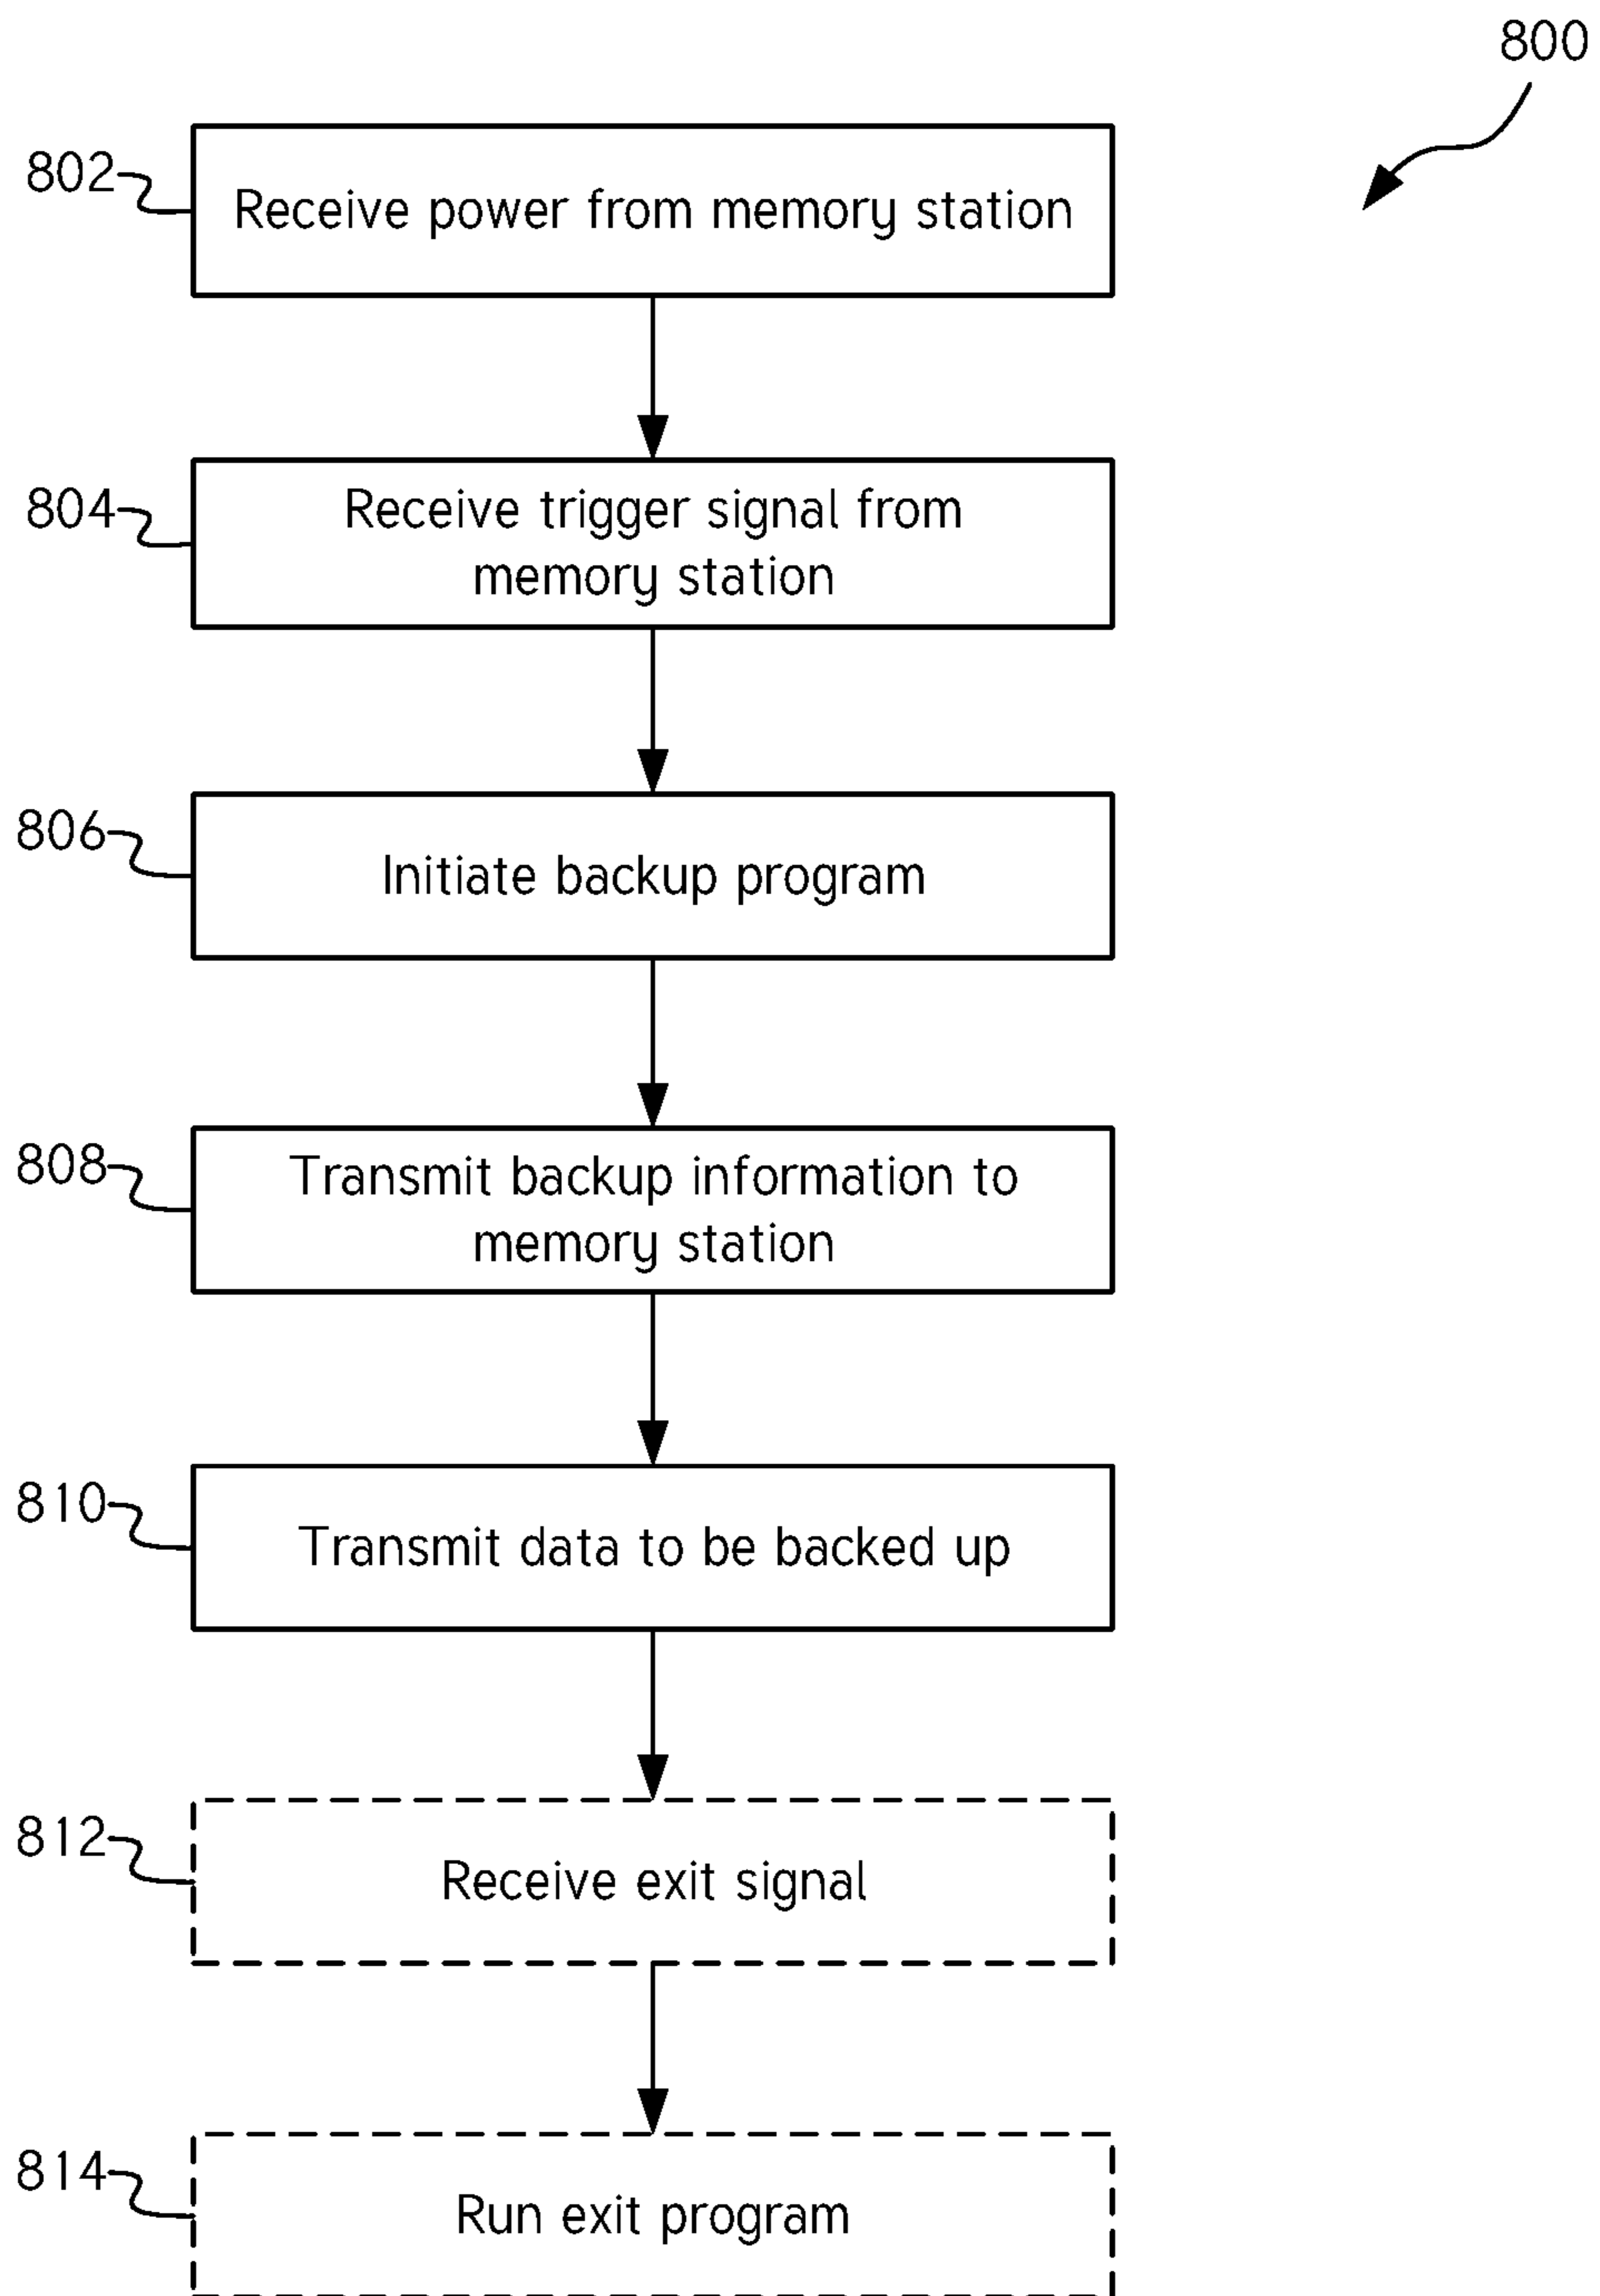 800
802
Receive power from memory station
804
Receive trigger signal from
memory station
806
Initiate backup program
808
Transmit backup information to
memory station
810
Transmit data to be backed up
812
Receive exit signal
814
Run exit program